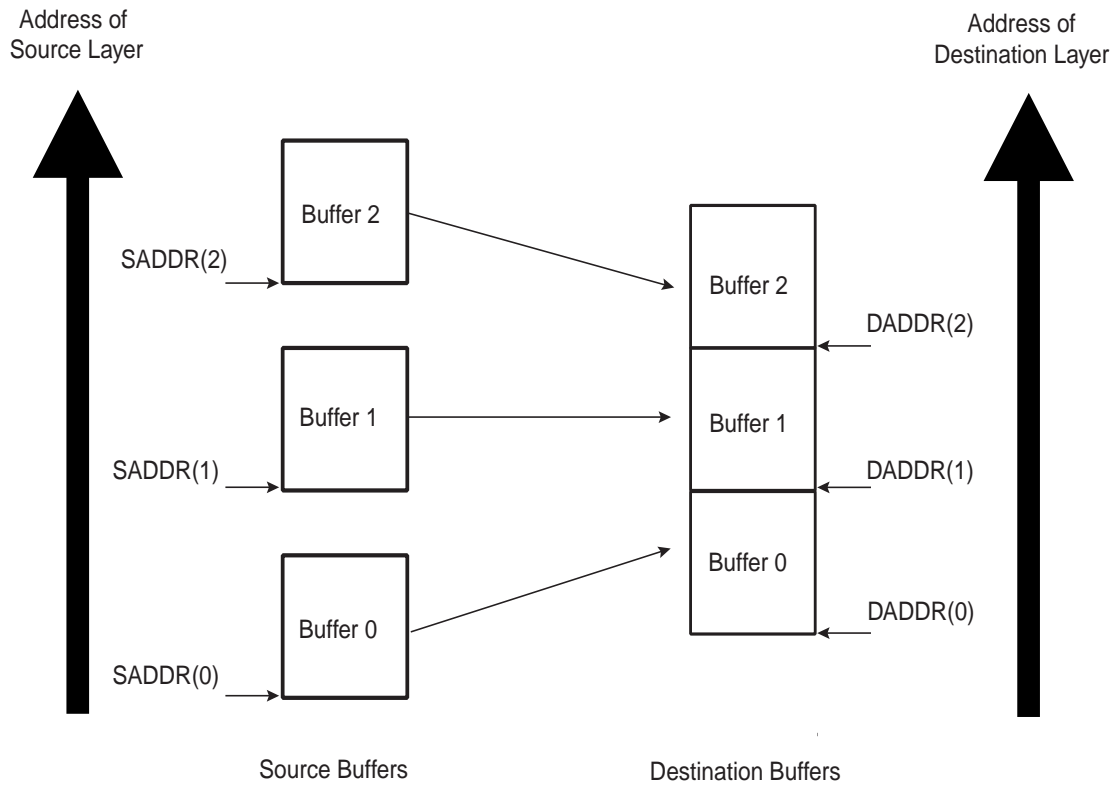 Address of
Source Layer
Address of
Destination Layer
Buffer 2
SADDR(2)
Buffer 2
DADDR(2)
Buffer 1
Buffer 1
SADDR(1)
DADDR(1)
Buffer 0
Buffer 0
DADDR(0)
SADDR(0)
Source Buffers
Destination Buffers